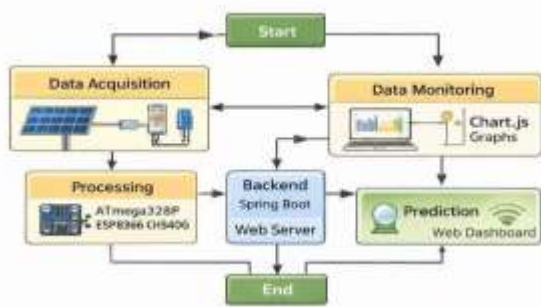 Start
Data Acquisition
Data Monitoring
Chart.js
Graphs
Processing
ATmega328P
ESP8366 CH340G
Backend
Spring Boot
Web Server
Prediction
Web Dashboard
End